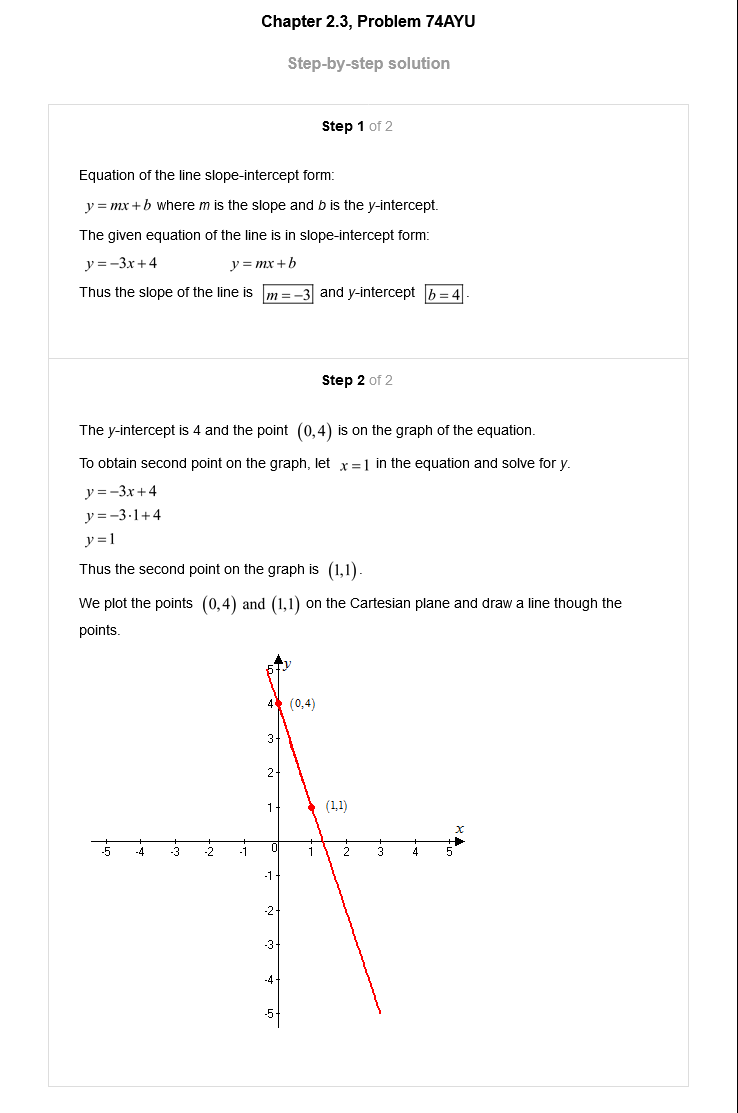 Chapter 2.3, Problem 74AYU
Step-by-step solution
Step 1 of 2
Equation of the line slope-intercept form:
y = mx + b where m is the slope and b is the y-intercept.
The given equation of the line is in slope-intercept form:
y = −3x + 4 y = mx + b
Thus the slope of the line is m = −3 and y-intercept b = 4.
Step 2 of 2
The y-intercept is 4 and the point (0,4) is on the graph of the equation.
To obtain second point on the graph, let x = 1 in the equation and solve for y.
y = −3x + 4
y = −3·1 + 4
y = 1
Thus the second point on the graph is (1,1).
We plot the points (0,4) and (1,1) on the Cartesian plane and draw a line though the
points.
5 y
4 (0,4)
3
2
1 (1,1)
x
-5 -4 -3 -2 -1 0 1 2 3 4 5
-1
-2
-3
-4
-5